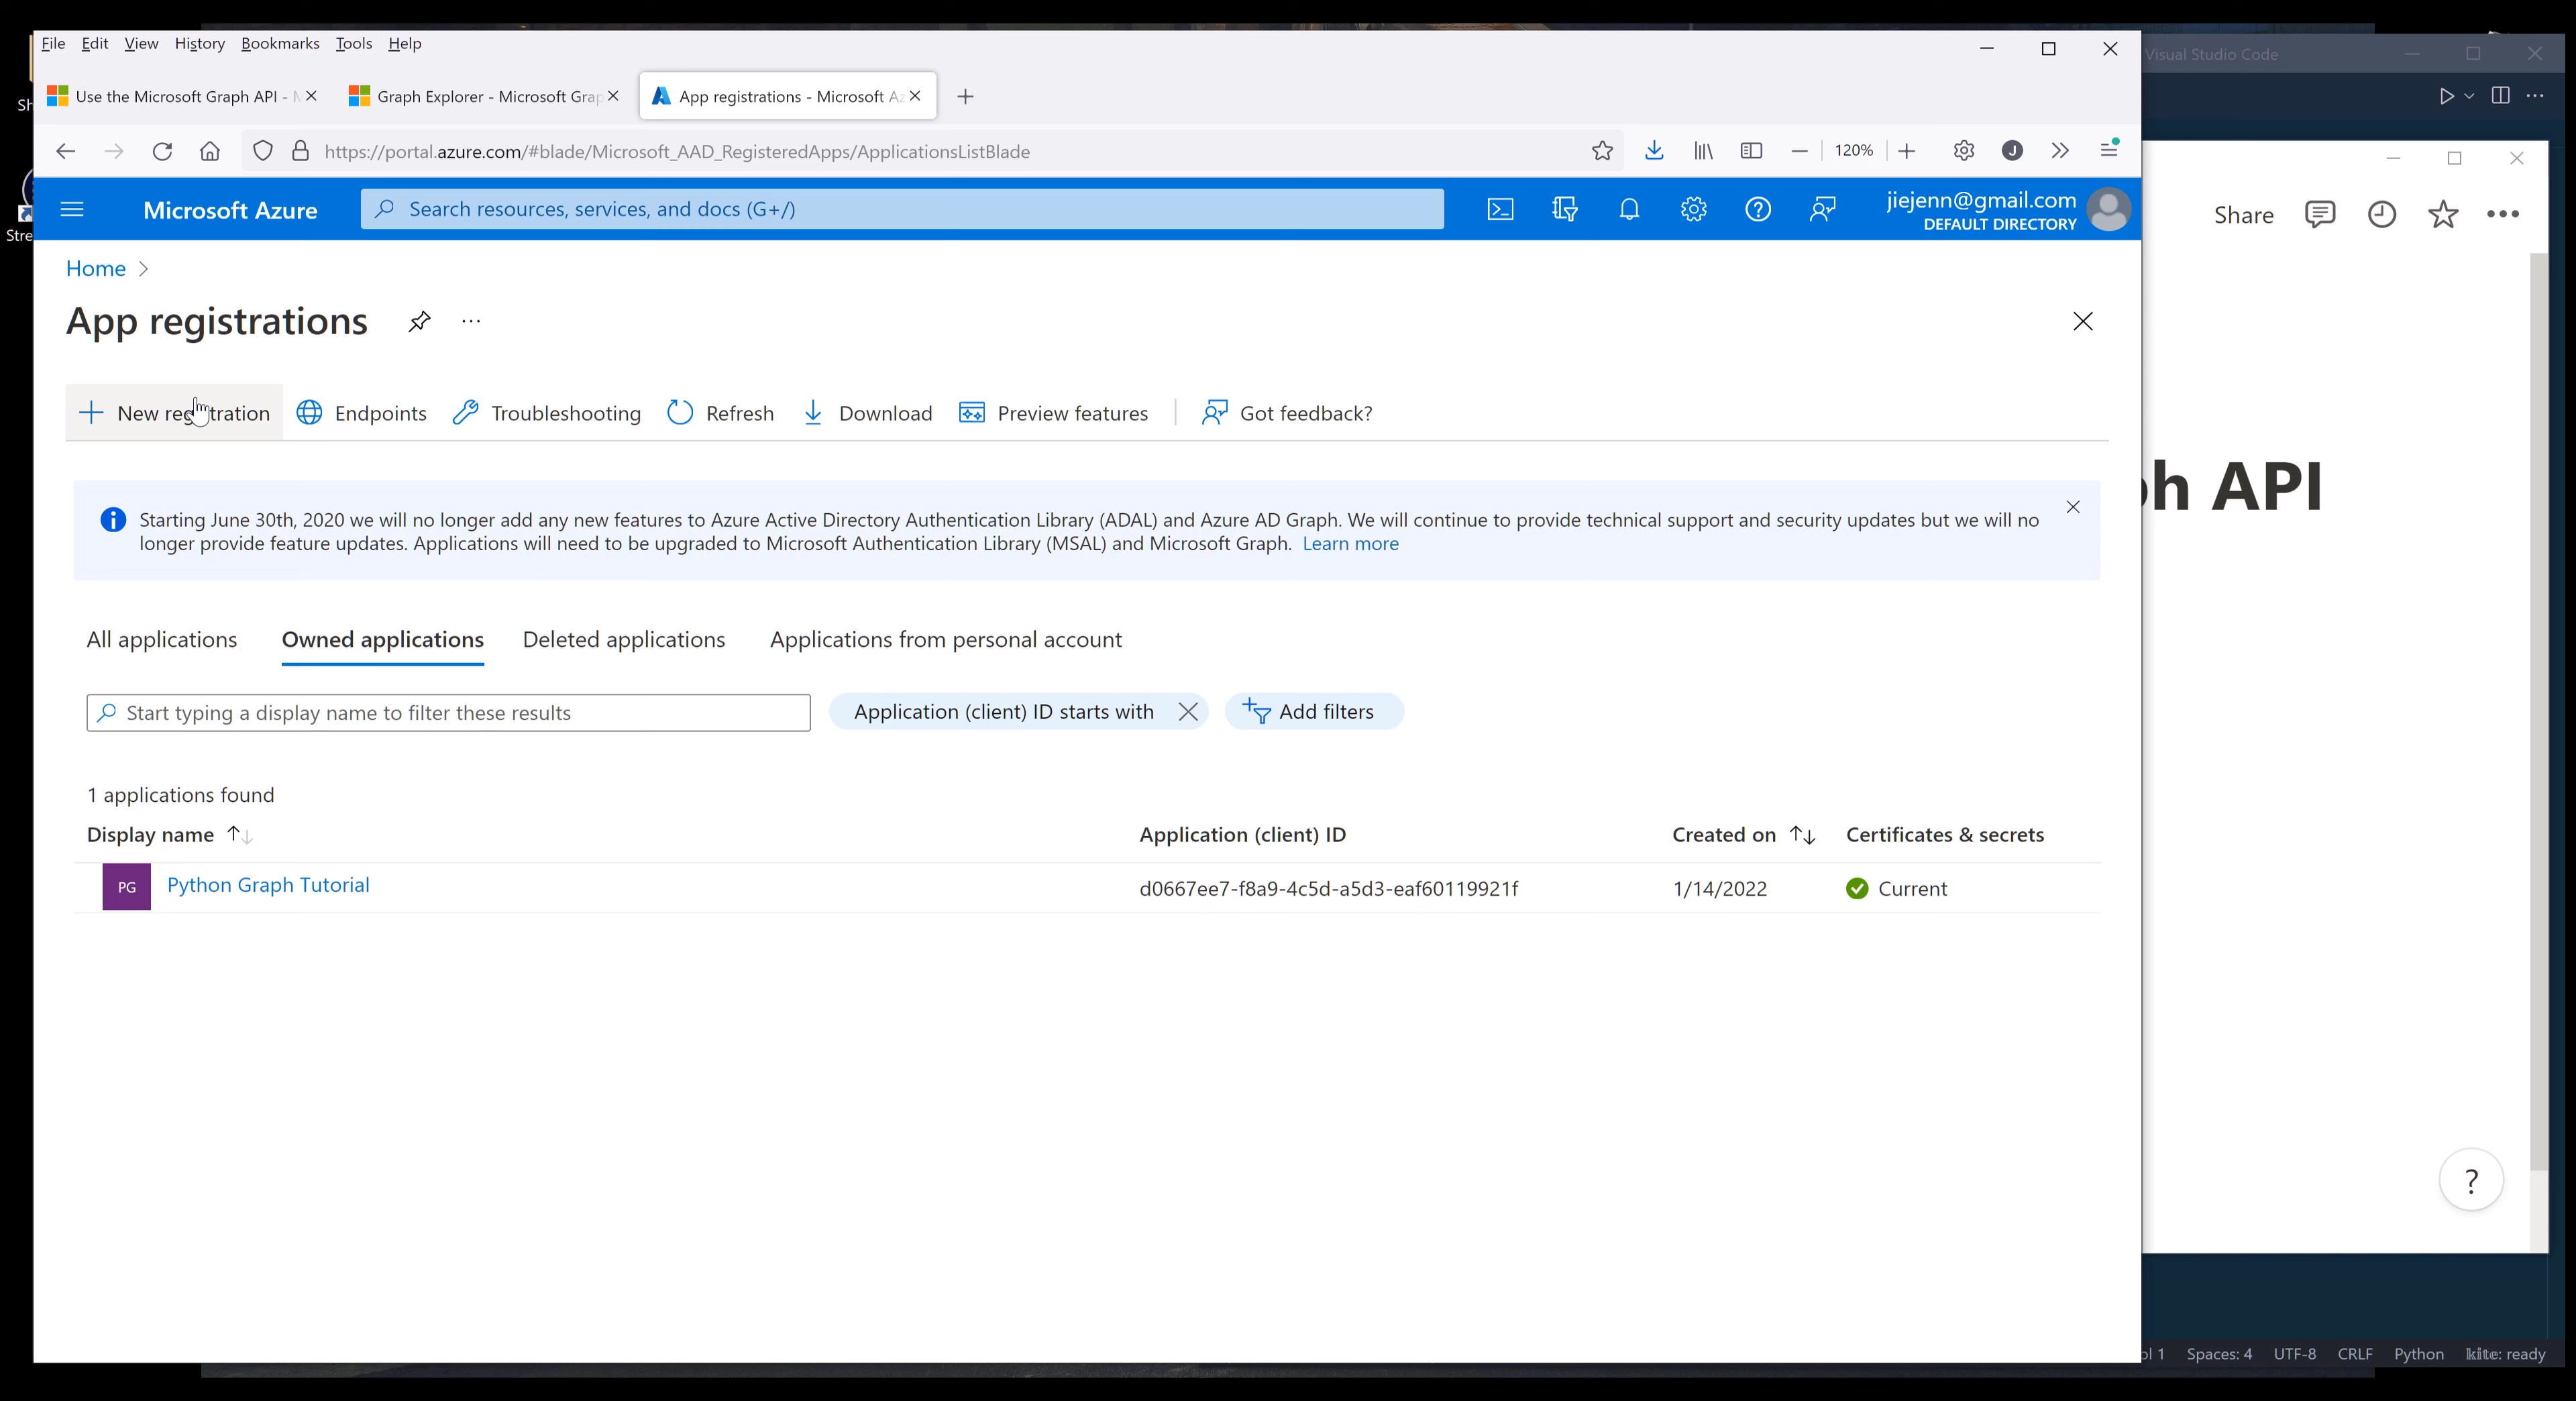 File Edit View History Bookmarks Tools Help
Visual Studio Code
Use the Microsoft Graph API -
Graph Explorer - Microsoft Grap
App registrations - Microsoft Az
https://portal.azure.com/#blade/Microsoft_AAD_RegisteredApps/ApplicationsListBlade
120%
J
Microsoft Azure
Search resources, services, and docs (G+/)
jiejenn@gmail.com
DEFAULT DIRECTORY
Share
Stre
Home
App registrations
New registration Endpoints Troubleshooting Refresh Download Preview features Got feedback?
ph API
Starting June 30th, 2020 we will no longer add any new features to Azure Active Directory Authentication Library (ADAL) and Azure AD Graph. We will continue to provide technical support and security updates but we will no
longer provide feature updates. Applications will need to be upgraded to Microsoft Authentication Library (MSAL) and Microsoft Graph. Learn more
All applications Owned applications Deleted applications Applications from personal account
Start typing a display name to filter these results
Application (client) ID starts with
Add filters
1 applications found
Display name Application (client) ID Created on Certificates & secrets
PG Python Graph Tutorial d0667ee7-f8a9-4c5d-a5d3-eaf60119921f 1/14/2022 Current
?
ol 1 Spaces: 4 UTF-8 CRLF Python kite: ready